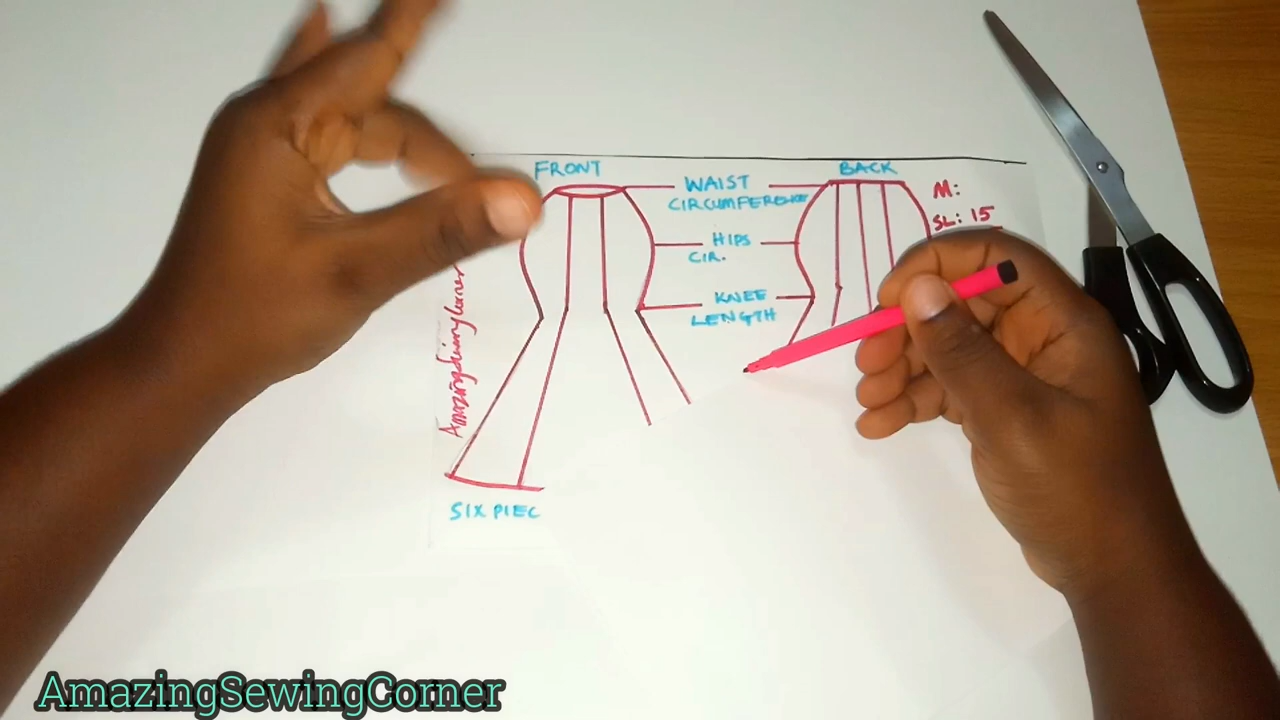 FRONT
BACK
WAIST
CIRCUMFERENCE
M:
SL: 15
HIPS
CIR.
KNEE
LENGTH
SIX PIEC
AmazingSewingCorner